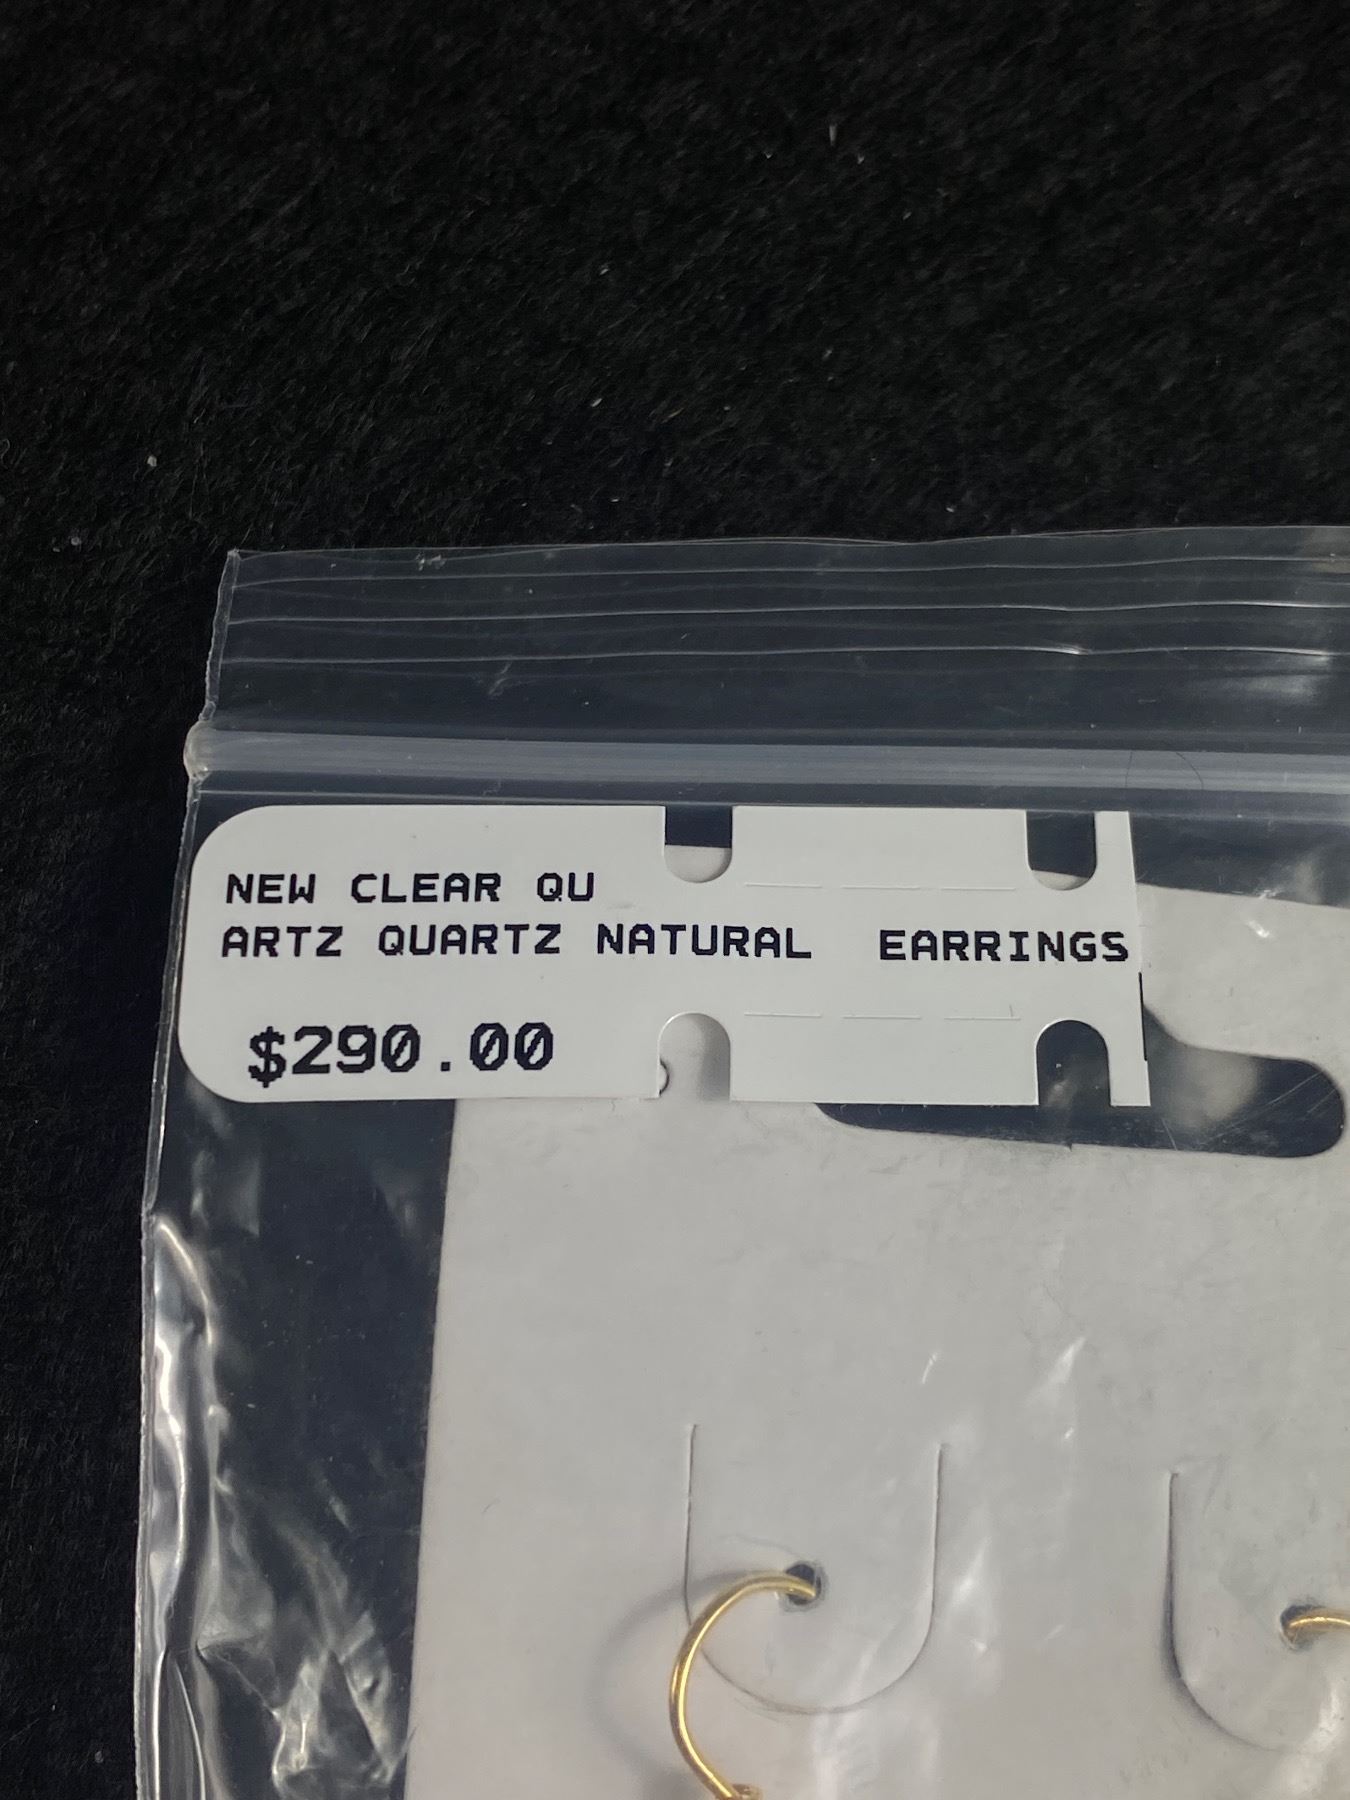 NEW CLEAR QU
ARTZ QUARTZ NATURAL EARRINGS
$290.00